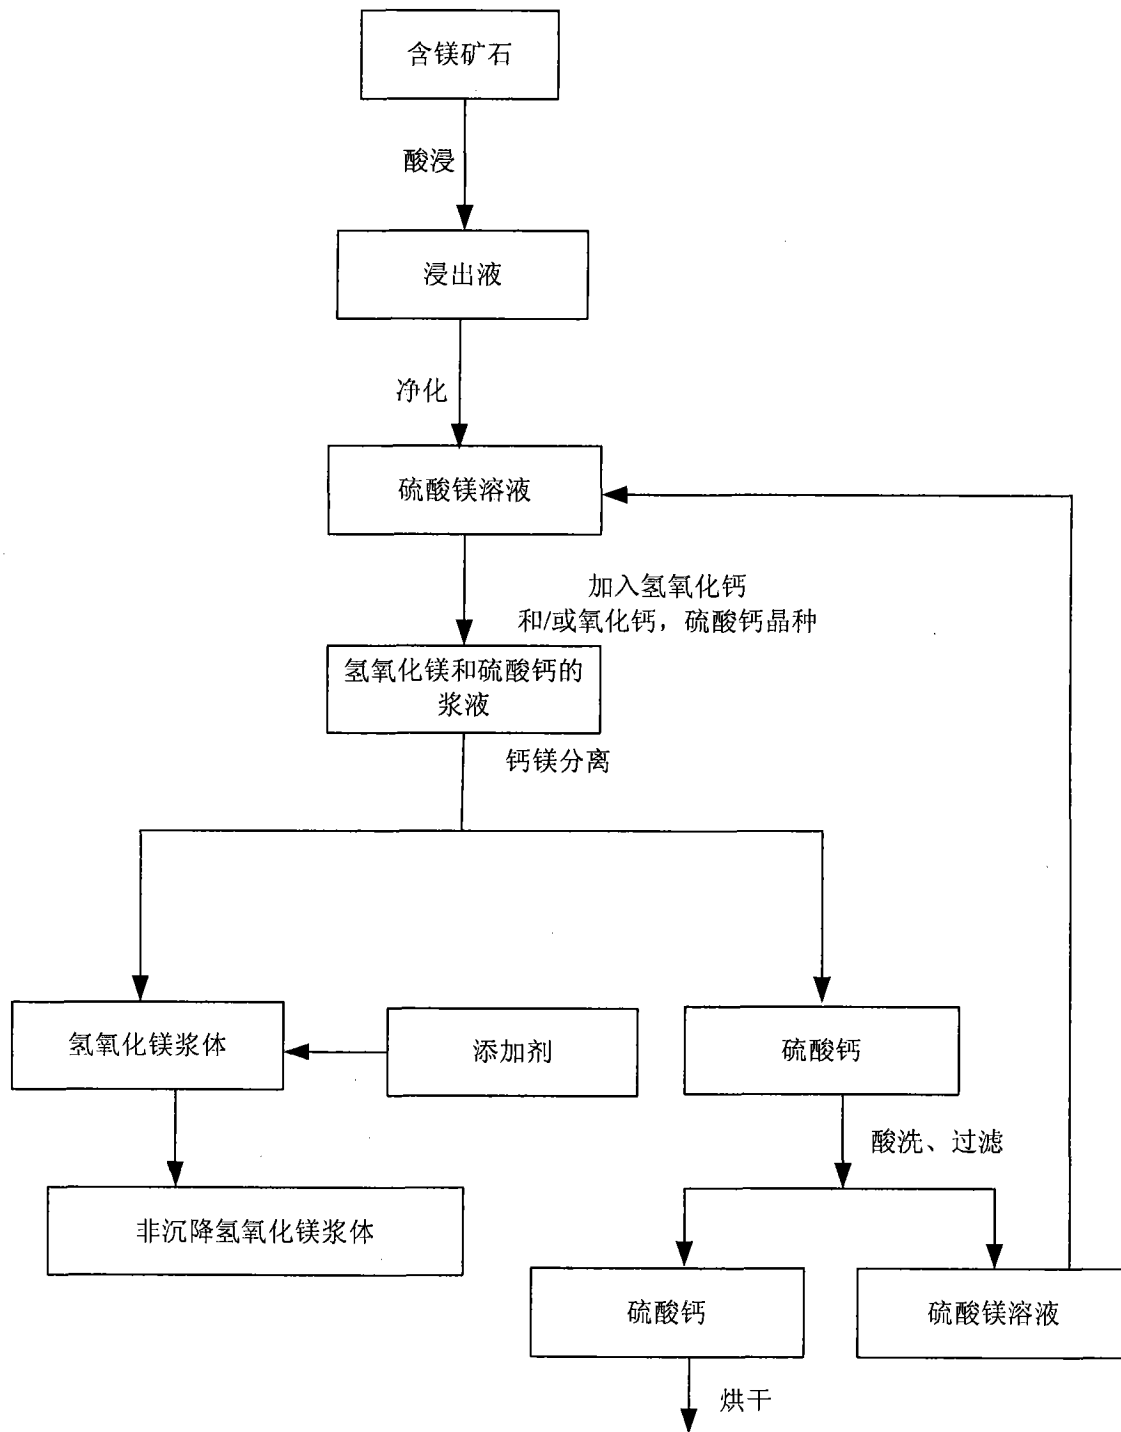 含镁矿石
酸浸
浸出液
净化
硫酸镁溶液
加入氢氧化钙
和/或氧化钙，硫酸钙晶种
氢氧化镁和硫酸钙的
浆液
钙镁分离
氢氧化镁浆体
添加剂
硫酸钙
酸洗、过滤
非沉降氢氧化镁浆体
硫酸钙
硫酸镁溶液
烘干